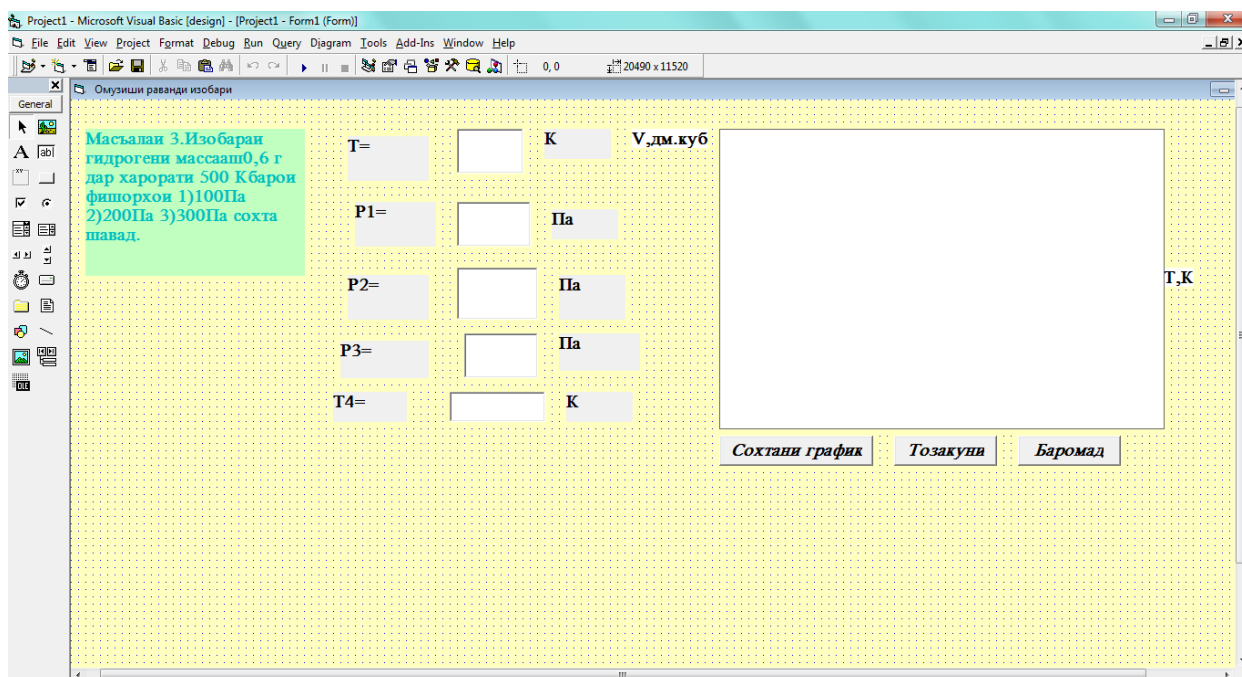 Project1 - Microsoft Visual Basic [design] - [Project1 - Form1 (Form)]
File Edit View Project Format Debug Run Query Diagram Tools Add-Ins Window Help
0,0 20490 x 11520
Омузиши раванди изобари
General
Масъалаи 3.Изобараи
гидрогени массааш0,6 г
дар харорати 500 Кбарои
фишорхои 1)100Па
2)200Па 3)300Па сохта
шавад.
T=
К
V,дм.куб
P1=
Па
P2=
Па
T,K
P3=
Па
T4=
К
Сохтани график
Тозакуни
Баромад
A
ab
xv
OLE